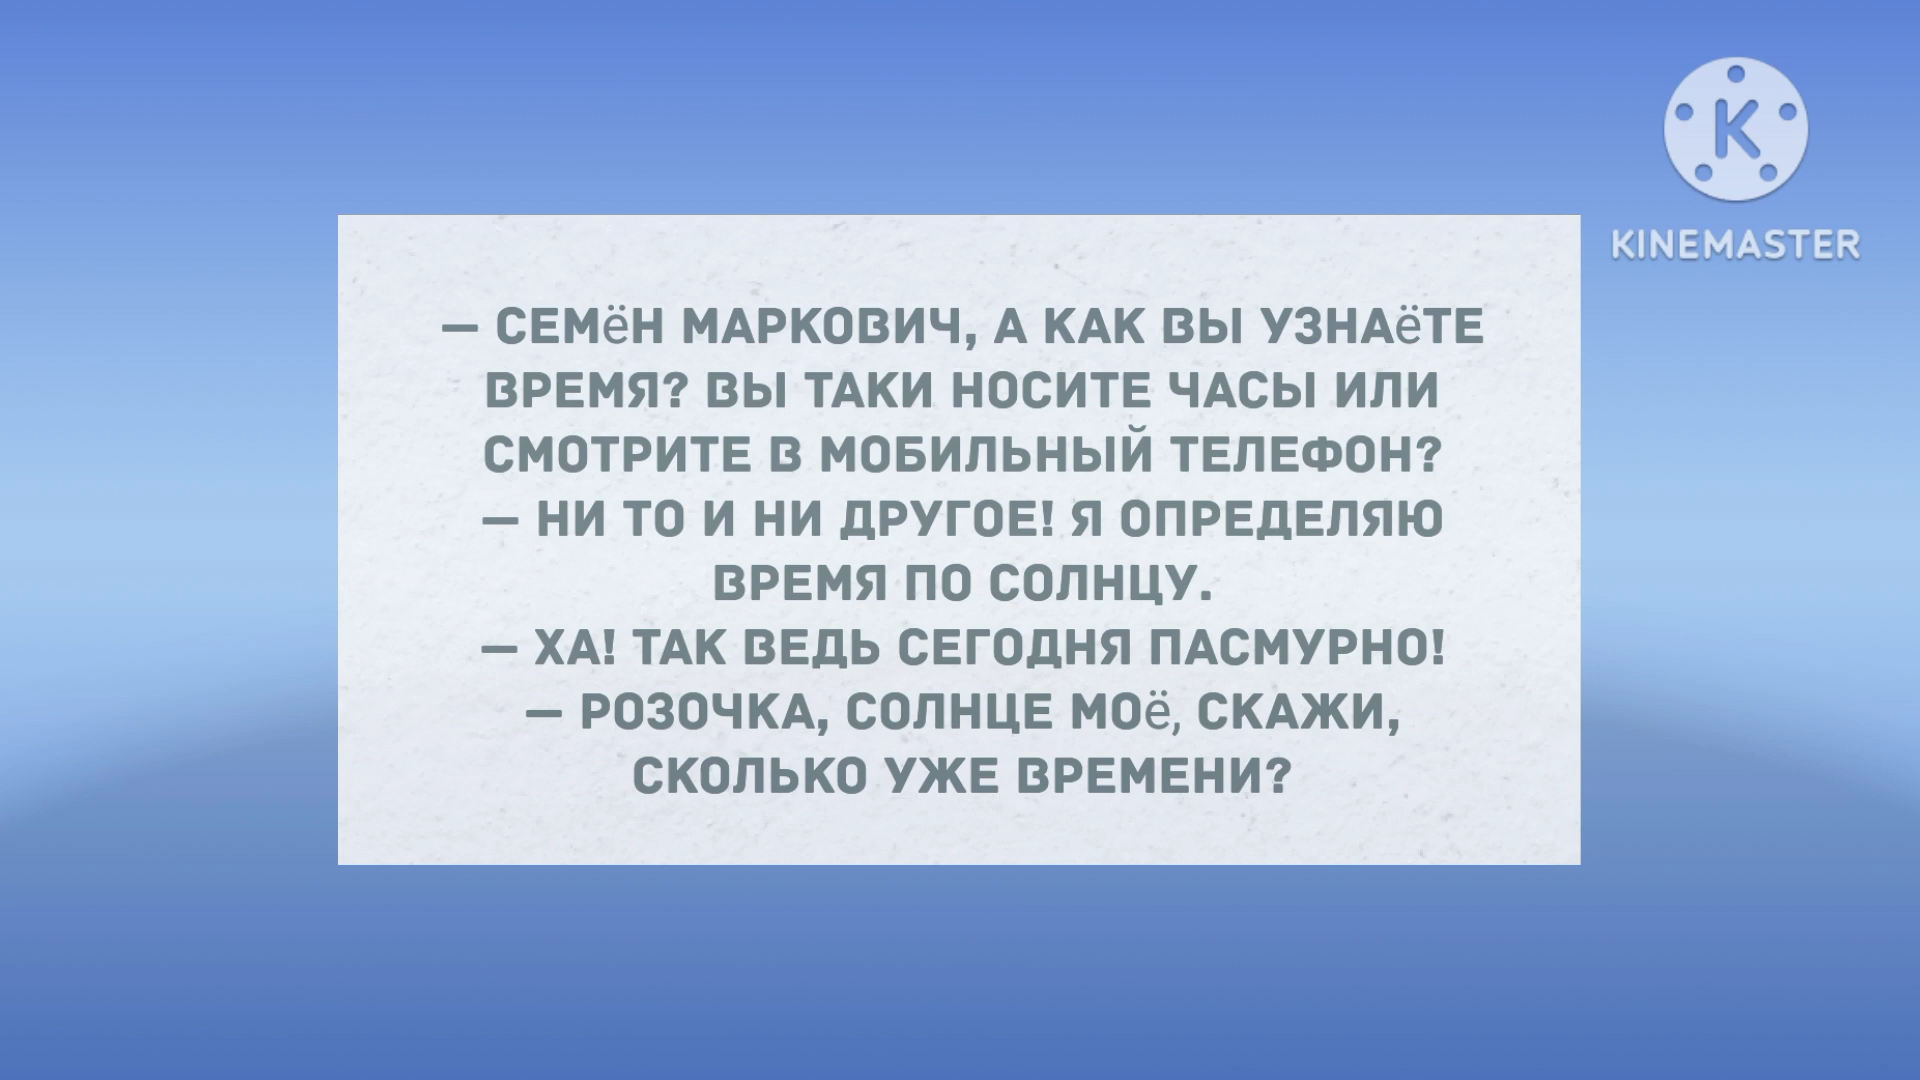 KINEMASTER
— СЕМёН МАРКОВИЧ, А КАК ВЫ УЗНАёТЕ
ВРЕМЯ? ВЫ ТАКИ НОСИТЕ ЧАСЫ ИЛИ
СМОТРИТЕ В МОБИЛЬНЫЙ ТЕЛЕФОН?
— НИ ТО И НИ ДРУГОЕ! Я ОПРЕДЕЛЯЮ
ВРЕМЯ ПО СОЛНЦУ.
— ХА! ТАК ВЕДЬ СЕГОДНЯ ПАСМУРНО!
— РОЗОЧКА, СОЛНЦЕ МОё, СКАЖИ,
СКОЛЬКО УЖЕ ВРЕМЕНИ?